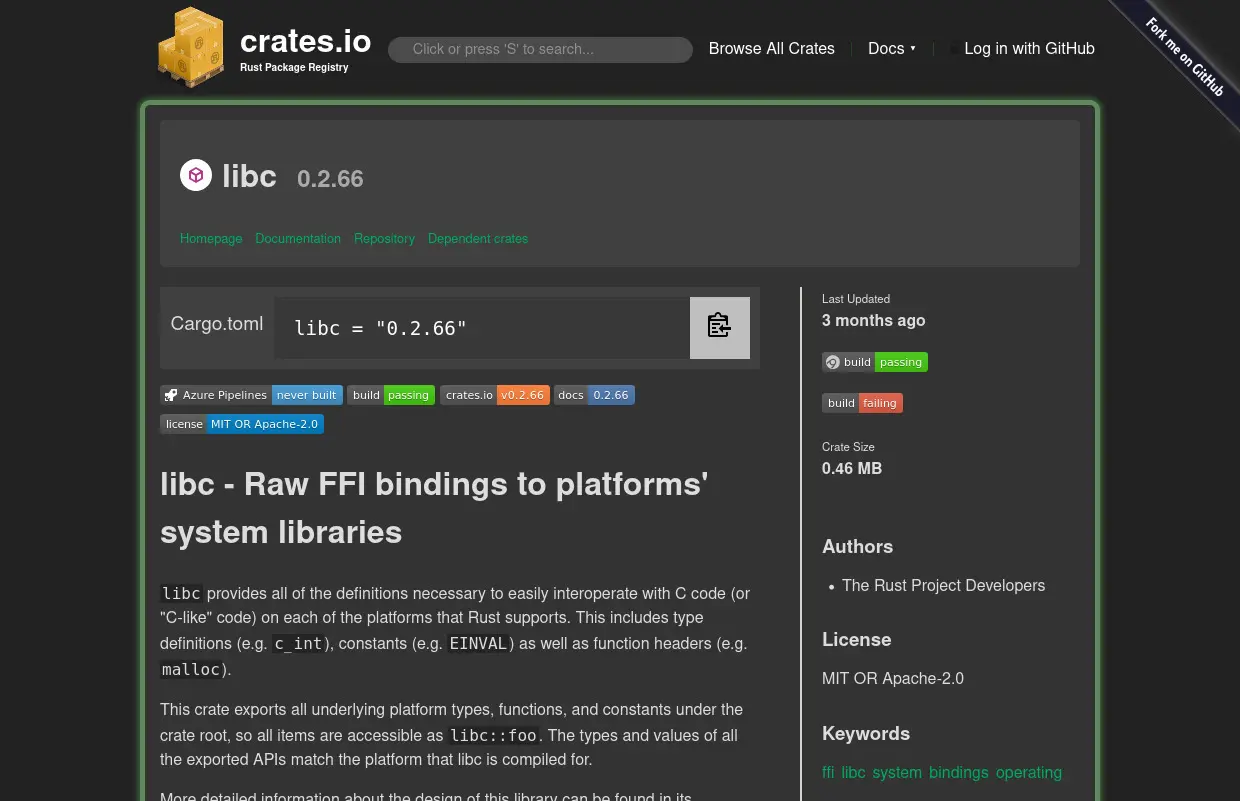 crates.io
Rust Package Registry
Click or press 'S' to search...
Browse All Crates
Docs ▾
Log in with GitHub
Fork me on GitHub
libc 0.2.66
Homepage Documentation Repository Dependent crates
Cargo.toml
libc = "0.2.66"
Azure Pipelines never built build passing crates.io v0.2.66 docs 0.2.66
license MIT OR Apache-2.0
libc - Raw FFI bindings to platforms'
system libraries
libc provides all of the definitions necessary to easily interoperate with C code (or
"C-like" code) on each of the platforms that Rust supports. This includes type
definitions (e.g. c_int), constants (e.g. EINVAL) as well as function headers (e.g.
malloc).
This crate exports all underlying platform types, functions, and constants under the
crate root, so all items are accessible as libc::foo. The types and values of all
the exported APIs match the platform that libc is compiled for.
More detailed information about the design of this library can be found in its
Last Updated
3 months ago
build passing
build failing
Crate Size
0.46 MB
Authors
• The Rust Project Developers
License
MIT OR Apache-2.0
Keywords
ffi libc system bindings operating